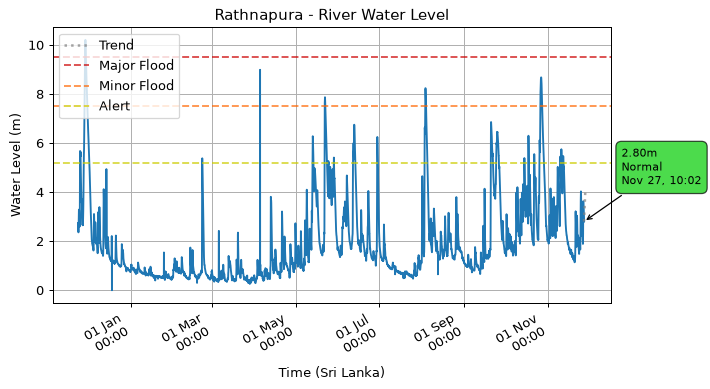 Rathnapura - River Water Level
Trend
Major Flood
Minor Flood
Alert
10
8
6
4
2
0
Water Level (m)
2.80m
Normal
Nov 27, 10:02
01 Jan
00:00
01 Mar
00:00
01 May
00:00
01 Jul
00:00
01 Sep
00:00
01 Nov
00:00
Time (Sri Lanka)